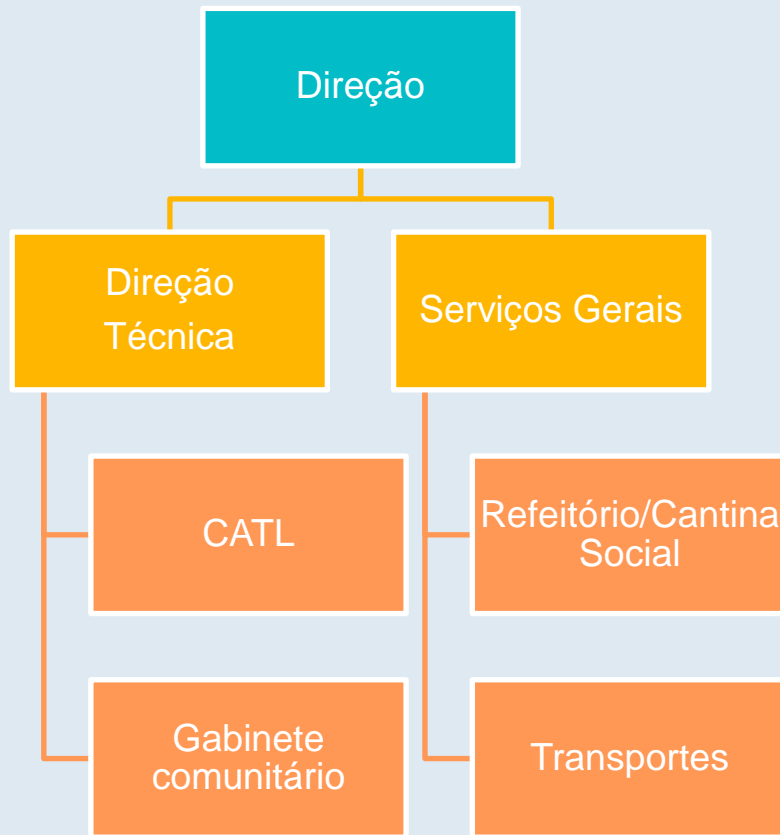 Direção
Direção
Técnica
Serviços Gerais
CATL
Refeitório/Cantina
Social
Gabinete
comunitário
Transportes